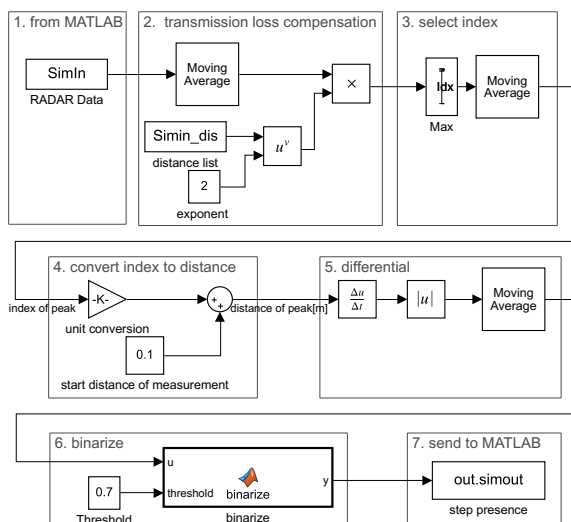 1. from MATLAB
SimIn
RADAR Data
2. transmission loss compensation
Moving
Average
×
Simin_dis
distance list
u^v
2
exponent
3. select index
Idx
Max
Moving
Average
4. convert index to distance
index of peak
-K-
unit conversion
+
+
distance of peak[m]
0.1
start distance of measurement
5. differential
Δu
Δt
|u|
Moving
Average
6. binarize
u
threshold
binarize
y
binarize
0.7
Threshold
7. send to MATLAB
out.simout
step presence